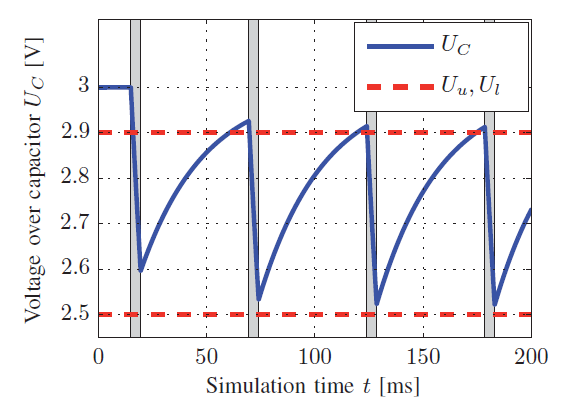 Voltage over capacitor U_C [V]
3
2.9
2.8
2.7
2.6
2.5
U_C
U_u, U_l
0 50 100 150 200
Simulation time t [ms]